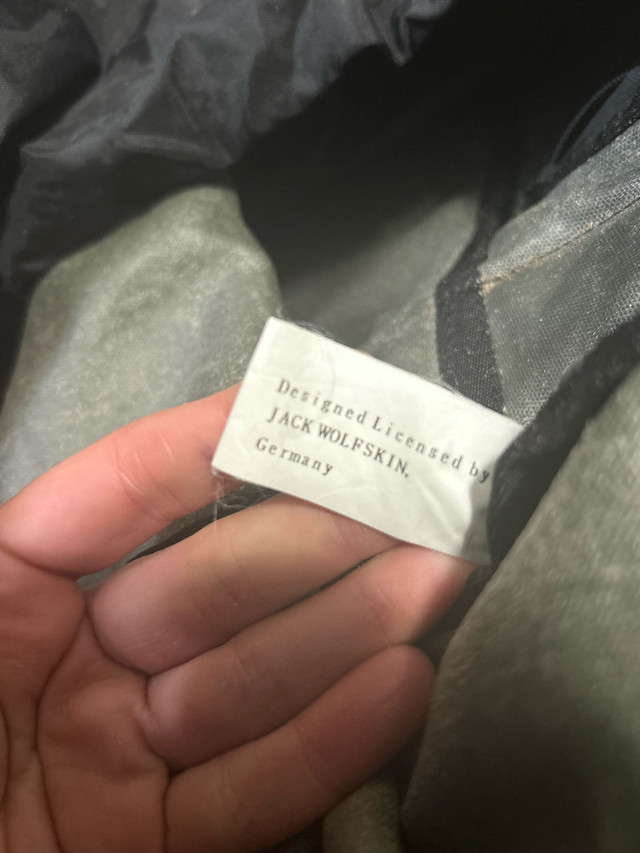 Designed Licensed by
JACK WOLFSKIN.
Germany